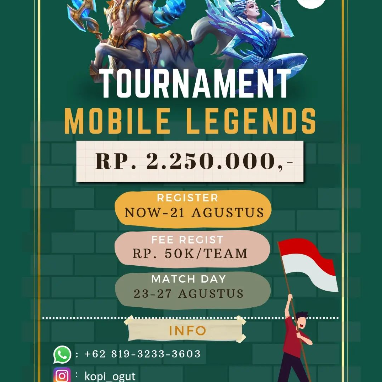 TOURNAMENT
MOBILE LEGENDS
RP. 2.250.000,-
REGISTER
NOW-21 AGUSTUS
FEE REGIST
RP. 50K/TEAM
MATCH DAY
23-27 AGUSTUS
INFO
: +62 819-3233-3603
: kopi_ogut